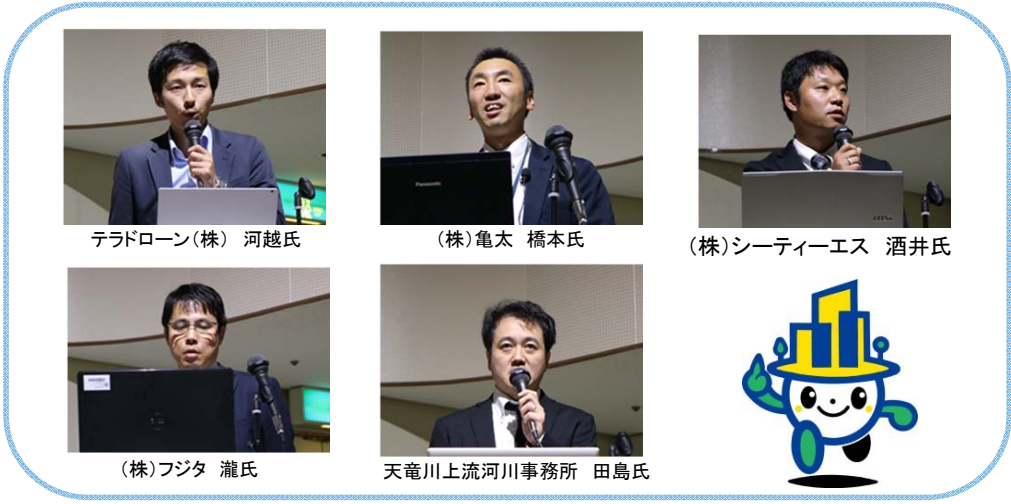 テラドローン(株)　河越氏
(株)亀太　橋本氏
(株)シーティーエス　酒井氏
Panasonic
(株)フジタ　瀧氏
天竜川上流河川事務所　田島氏